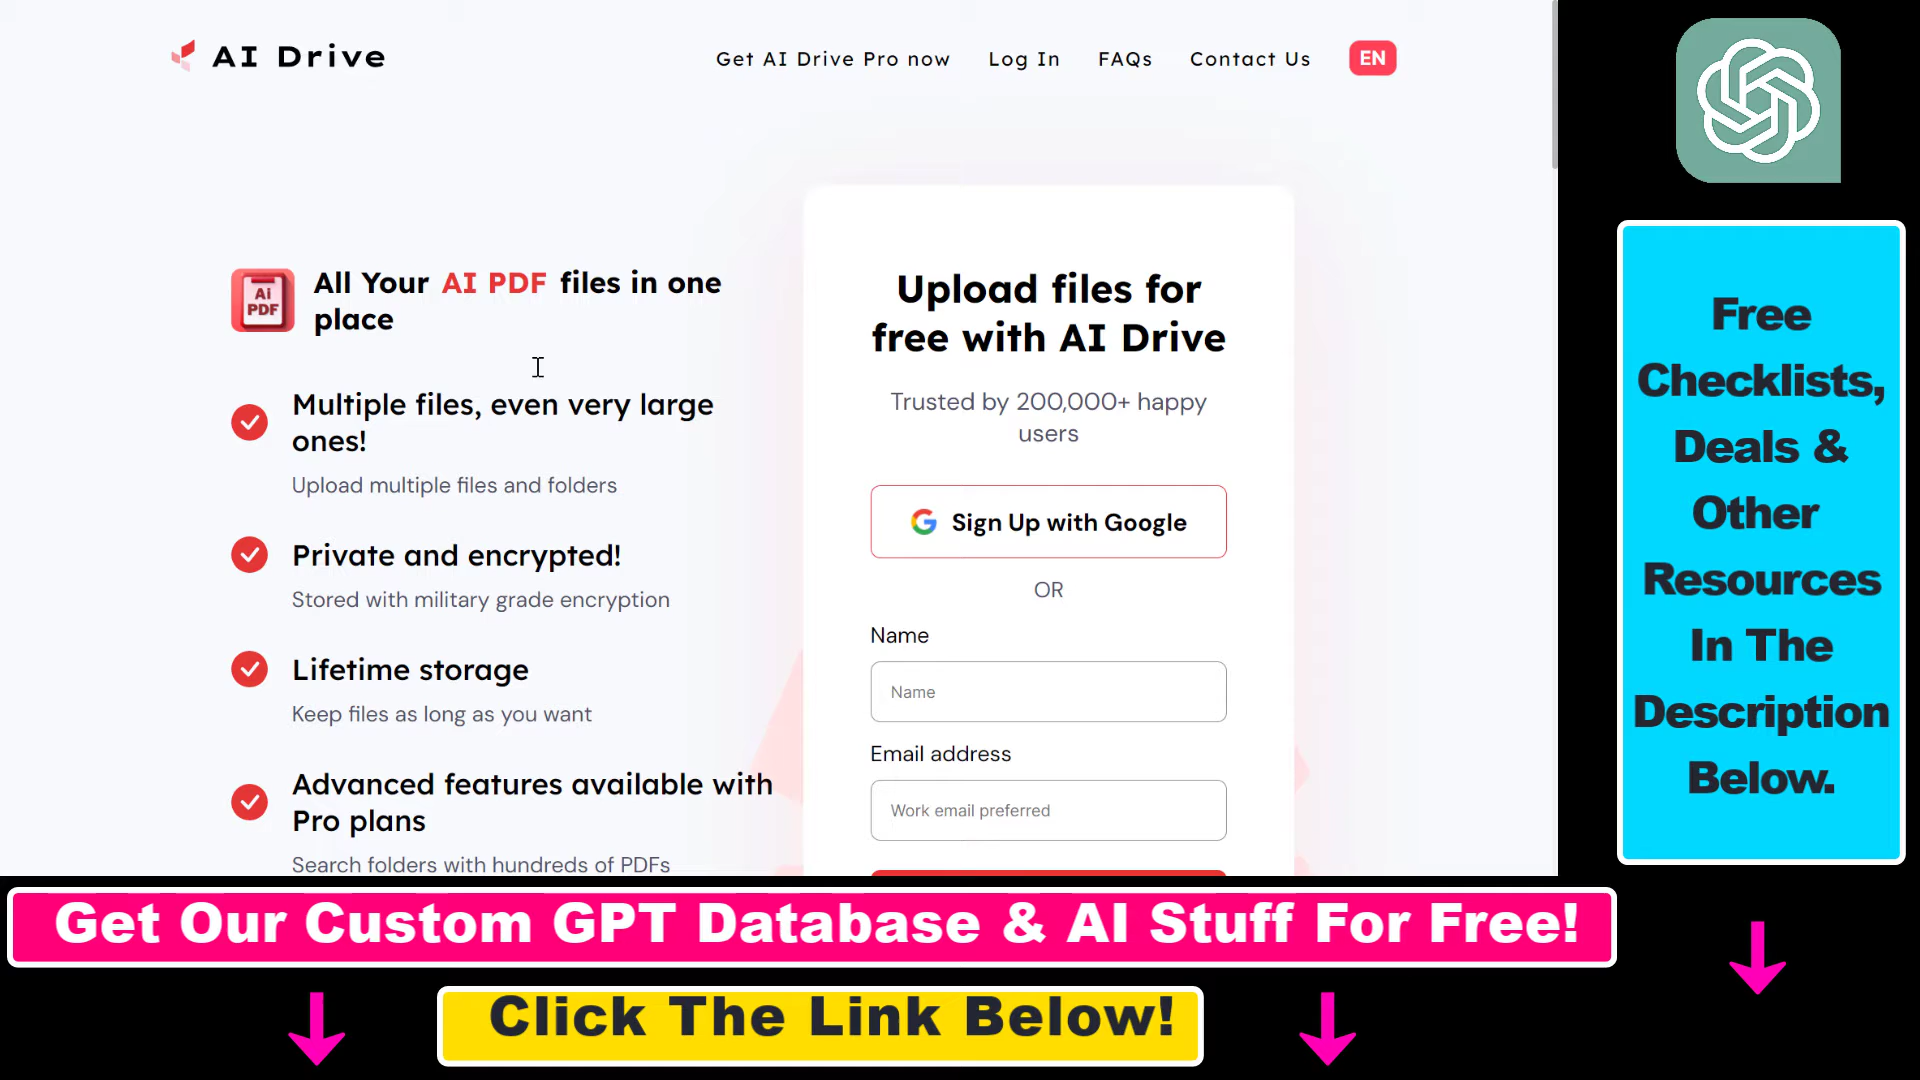 AI Drive
Get AI Drive Pro now
Log In
FAQs
Contact Us
EN
Ai
PDF
All Your AI PDF files in one
place
Multiple files, even very large
ones!
Upload multiple files and folders
Private and encrypted!
Stored with military grade encryption
Lifetime storage
Keep files as long as you want
Advanced features available with
Pro plans
Search folders with hundreds of PDFs
Upload files for
free with AI Drive
Trusted by 200,000+ happy
users
Sign Up with Google
OR
Name
Name
Email address
Work email preferred
Free
Checklists,
Deals &
Other
Resources
In The
Description
Below.
Get Our Custom GPT Database & AI Stuff For Free!
Click The Link Below!